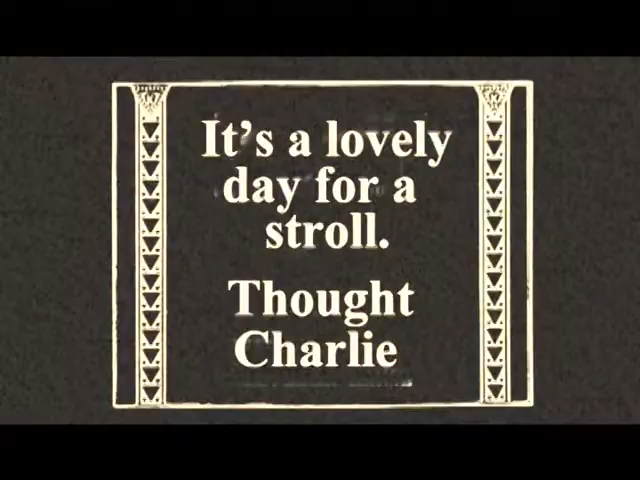 It's a lovely
day for a
stroll.
Thought
Charlie